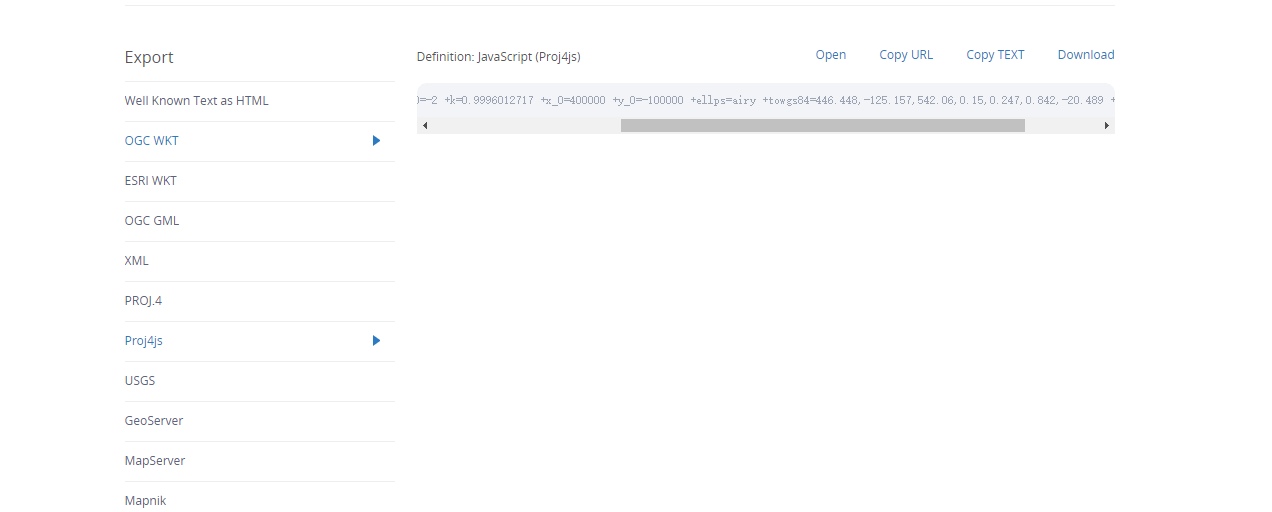 Export
Well Known Text as HTML
OGC WKT
ESRI WKT
OGC GML
XML
PROJ.4
Proj4js
USGS
GeoServer
MapServer
Mapnik
Definition: JavaScript (Proj4js)
Open Copy URL Copy TEXT Download
0=-2 +k=0.9996012717 +x_0=400000 +y_0=-100000 +ellps=airy +towgs84=446.448,-125.157,542.06,0.15,0.247,0.842,-20.489 +